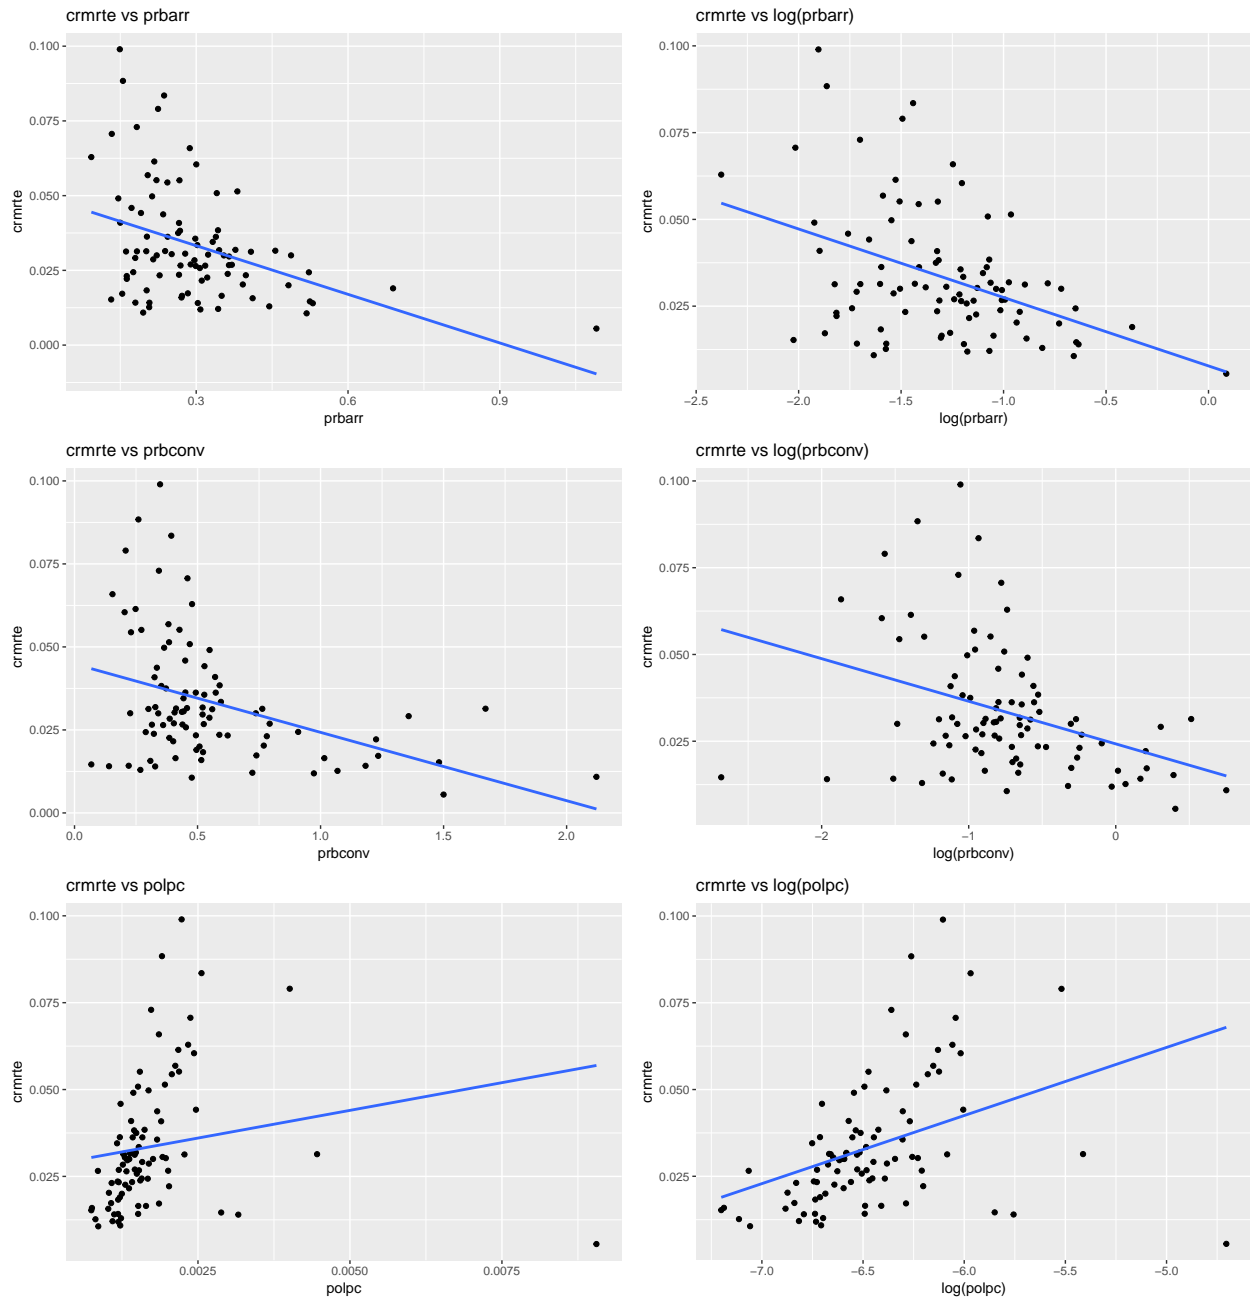 crmrte vs prbarr
crmrte
0.100
0.075
0.050
0.025
0.000
0.3 0.6 0.9
prbarr
crmrte vs log(prbarr)
crmrte
0.100
0.075
0.050
0.025
−2.5 −2.0 −1.5 −1.0 −0.5 0.0
log(prbarr)
crmrte vs prbconv
crmrte
0.100
0.075
0.050
0.025
0.000
0.0 0.5 1.0 1.5 2.0
prbconv
crmrte vs log(prbconv)
crmrte
0.100
0.075
0.050
0.025
−2 −1 0
log(prbconv)
crmrte vs polpc
crmrte
0.100
0.075
0.050
0.025
0.0025 0.0050 0.0075
polpc
crmrte vs log(polpc)
crmrte
0.100
0.075
0.050
0.025
−7.0 −6.5 −6.0 −5.5 −5.0
log(polpc)